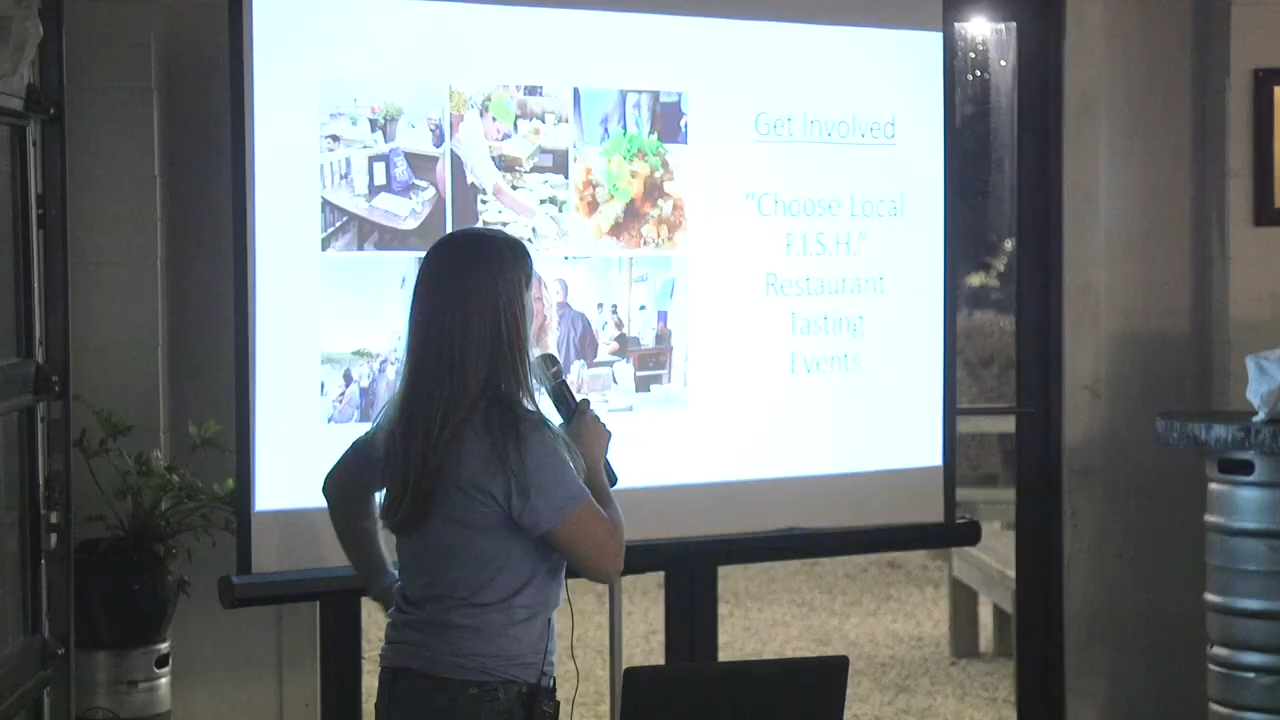 Get Involved
"Choose Local
F.I.S.H."
Restaurant
Tasting
Events